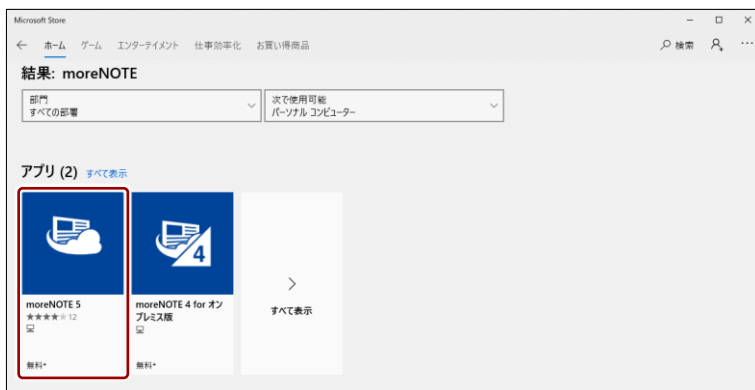 Microsoft Store
ホーム ゲーム エンターテイメント 仕事効率化 お買い得商品 検索
結果: moreNOTE
部門
すべての部署
次で使用可能
パーソナル コンピューター
アプリ (2) すべて表示
4
moreNOTE 5
★★★★★ 12
無料+
moreNOTE 4 for オン
プレミス版
無料+
すべて表示